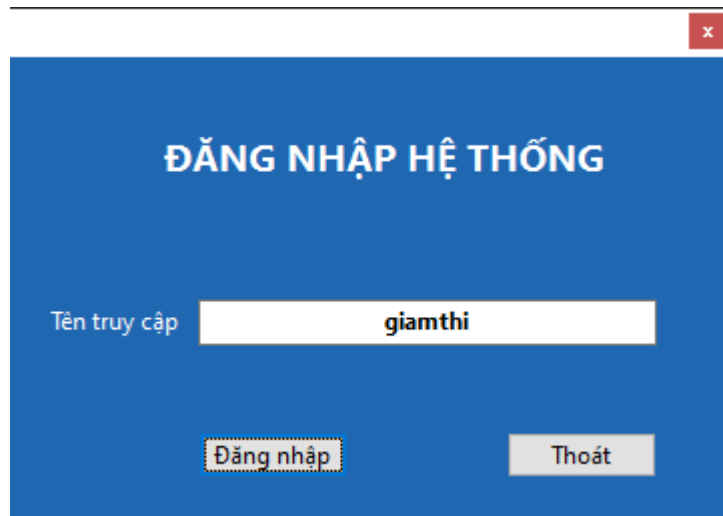 x
ĐĂNG NHẬP HỆ THỐNG
Tên truy cập giamthi
Đăng nhập Thoát